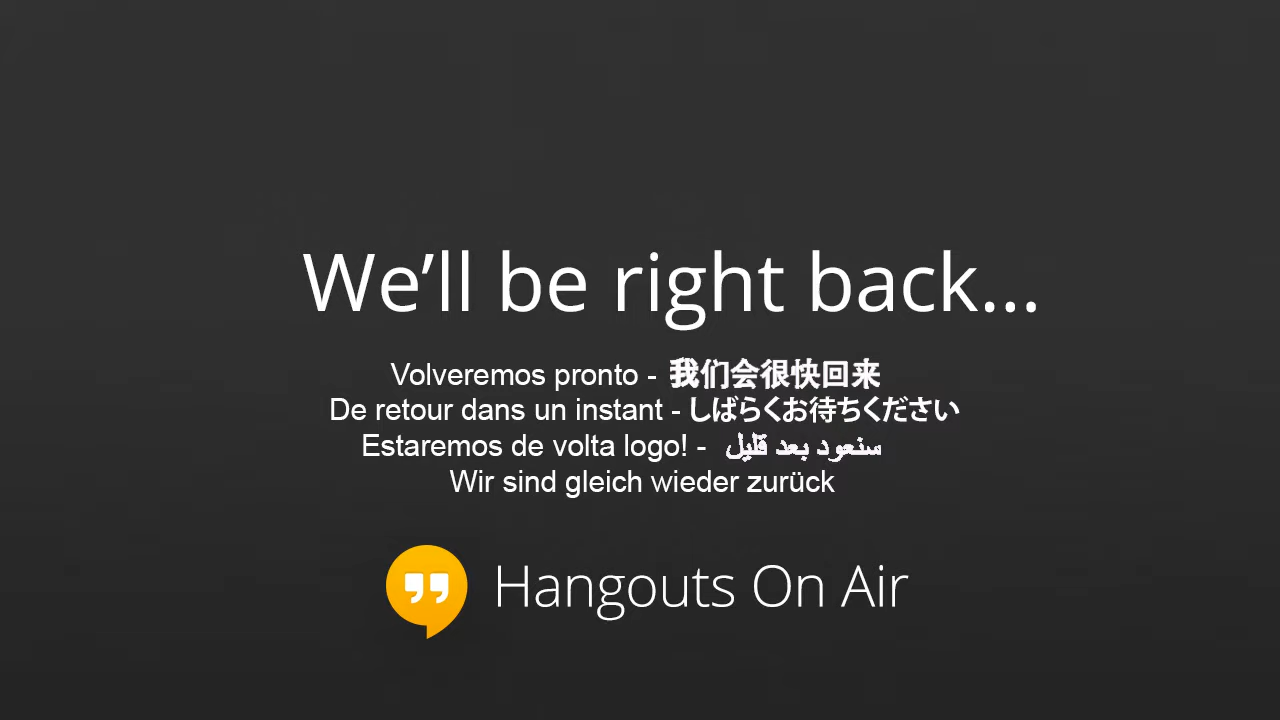 We’ll be right back...
Volveremos pronto - 我们会很快回来
De retour dans un instant - しばらくお待ちください
Estaremos de volta logo! - سنعود بعد قليل
Wir sind gleich wieder zurück
Hangouts On Air